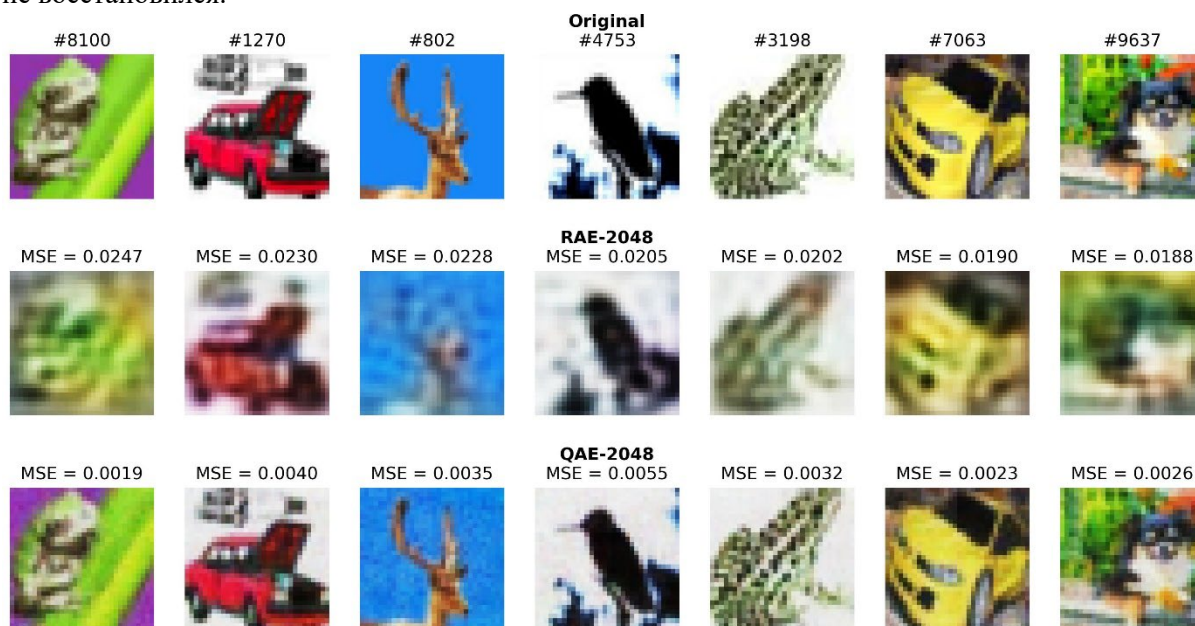 не восстановился.
Original
#8100 #1270 #802 #4753 #3198 #7063 #9637
RAE-2048
MSE = 0.0247 MSE = 0.0230 MSE = 0.0228 MSE = 0.0205 MSE = 0.0202 MSE = 0.0190 MSE = 0.0188
QAE-2048
MSE = 0.0019 MSE = 0.0040 MSE = 0.0035 MSE = 0.0055 MSE = 0.0032 MSE = 0.0023 MSE = 0.0026